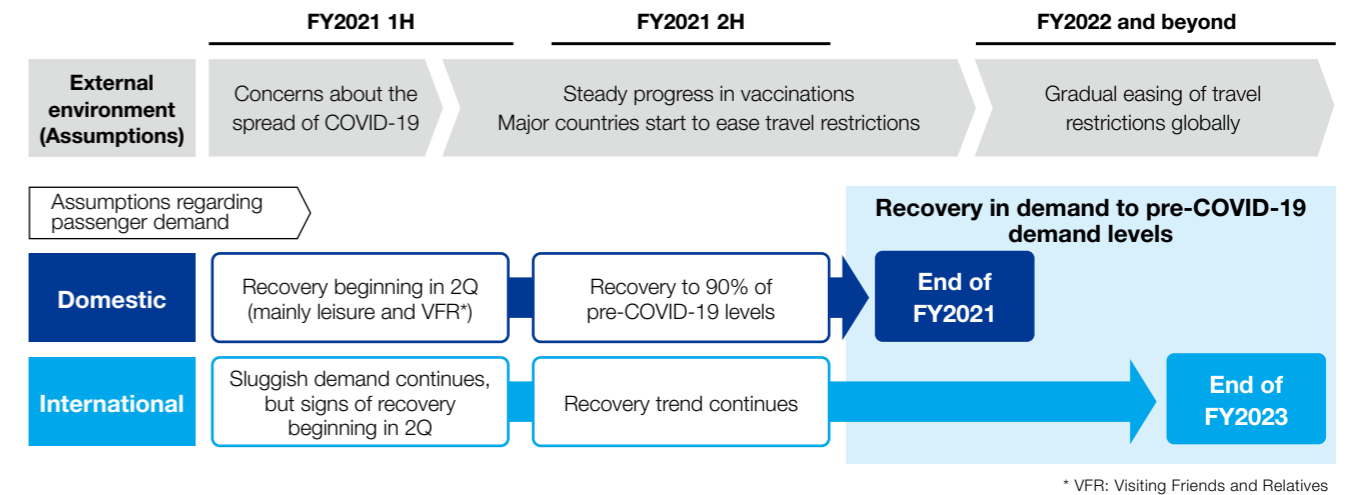 FY2021 1H
FY2021 2H
FY2022 and beyond
External
environment
(Assumptions)
Concerns about the
spread of COVID-19
Steady progress in vaccinations
Major countries start to ease travel restrictions
Gradual easing of travel
restrictions globally
Assumptions regarding
passenger demand
Recovery in demand to pre-COVID-19
demand levels
Domestic
Recovery beginning in 2Q
(mainly leisure and VFR*)
Recovery to 90% of
pre-COVID-19 levels
End of
FY2021
International
Sluggish demand continues,
but signs of recovery
beginning in 2Q
Recovery trend continues
End of
FY2023
* VFR: Visiting Friends and Relatives